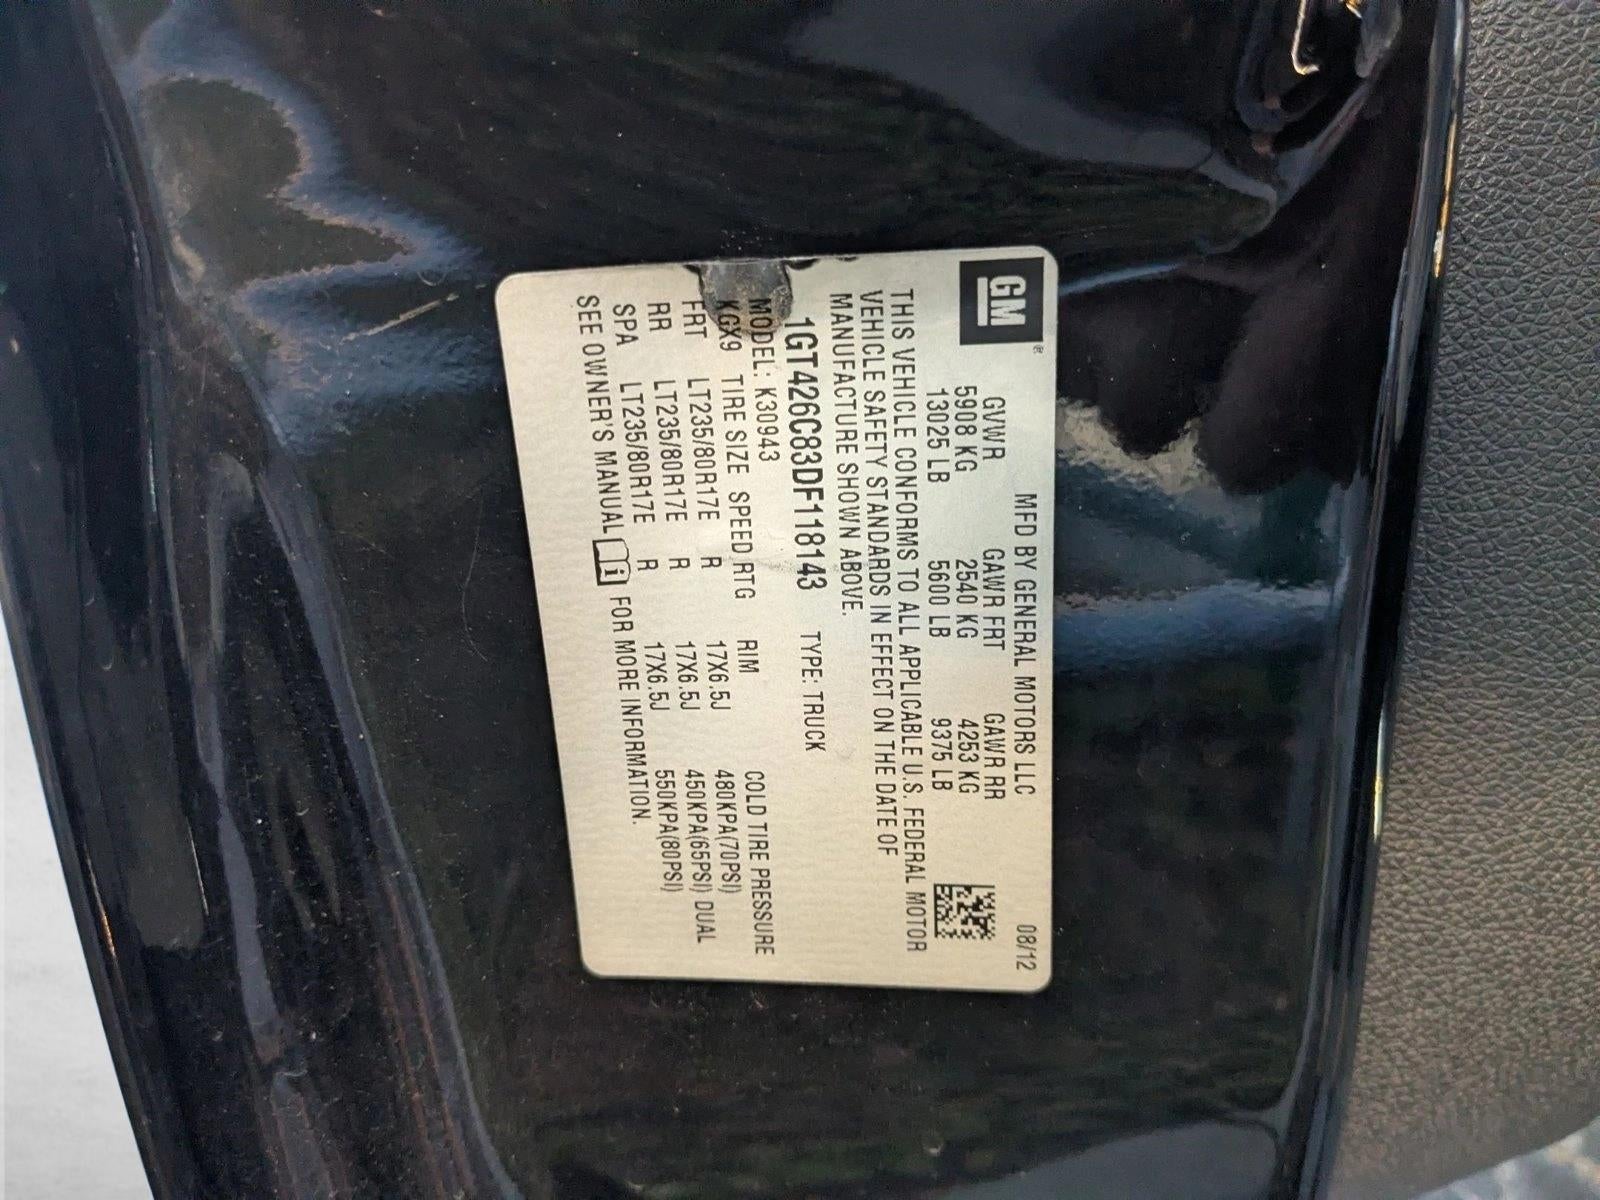 GM®
MFD BY GENERAL MOTORS LLC 08/12
GVWR GAWR FRT GAWR RR
5908 KG 2540 KG 4253 KG
13025 LB 5600 LB 9375 LB
THIS VEHICLE CONFORMS TO ALL APPLICABLE U.S. FEDERAL MOTOR
VEHICLE SAFETY STANDARDS IN EFFECT ON THE DATE OF
MANUFACTURE SHOWN ABOVE.
1GT426C83DF118143 TYPE: TRUCK
MODEL: K30943
KGX9 TIRE SIZE SPEED RTG RIM COLD TIRE PRESSURE
FRT LT235/80R17E R 17X6.5J 480KPA(70PSI)
RR LT235/80R17E R 17X6.5J 450KPA(65PSI) DUAL
SPA LT235/80R17E R 17X6.5J 550KPA(80PSI)
SEE OWNER'S MANUAL i FOR MORE INFORMATION.